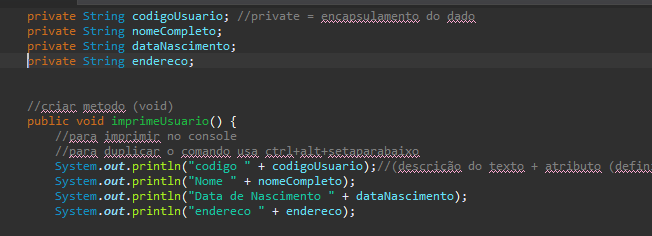 private String codigoUsuario; //private = encapsulamento do dado
private String nomeCompleto;
private String dataNascimento;
private String endereco;
//criar metodo (void)
public void imprimeUsuario() {
//para imprimir no console
//para duplicar o comando usa ctrl+alt+setaparabaixo
System.out.println("codigo " + codigoUsuario);//(descricão do texto + atributo (defin
System.out.println("Nome " + nomeCompleto);
System.out.println("Data de Nascimento " + dataNascimento);
System.out.println("endereco " + endereco);